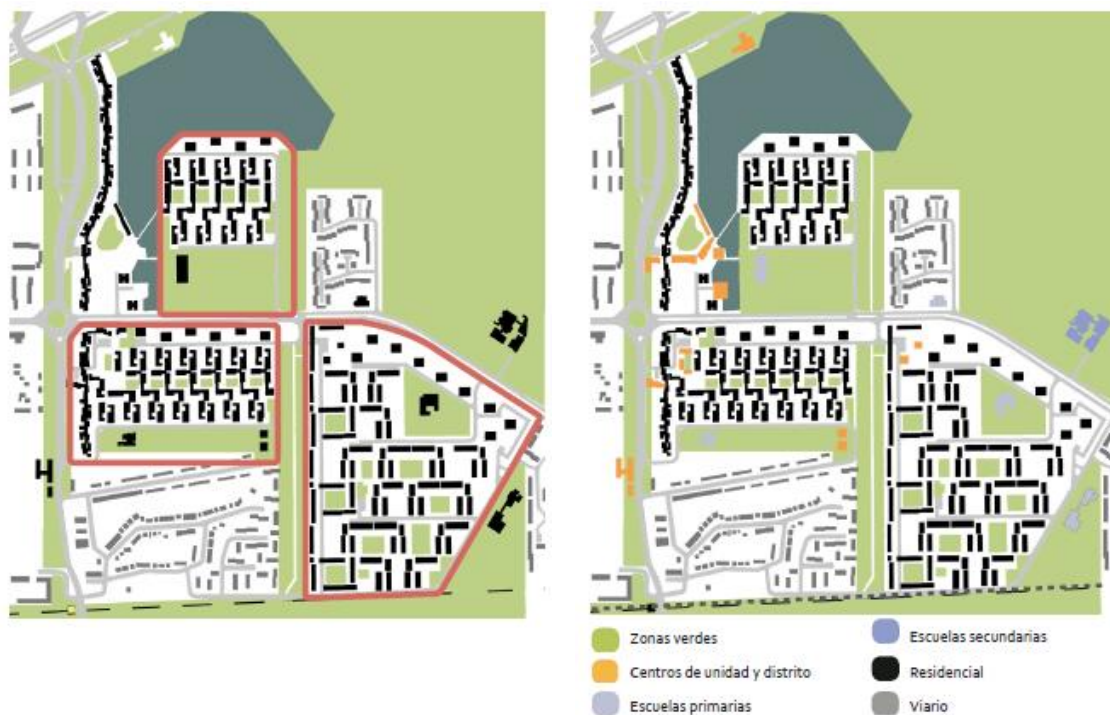 Zonas verdes
Centros de unidad y distrito
Escuelas primarias
Escuelas secundarias
Residencial
Viario